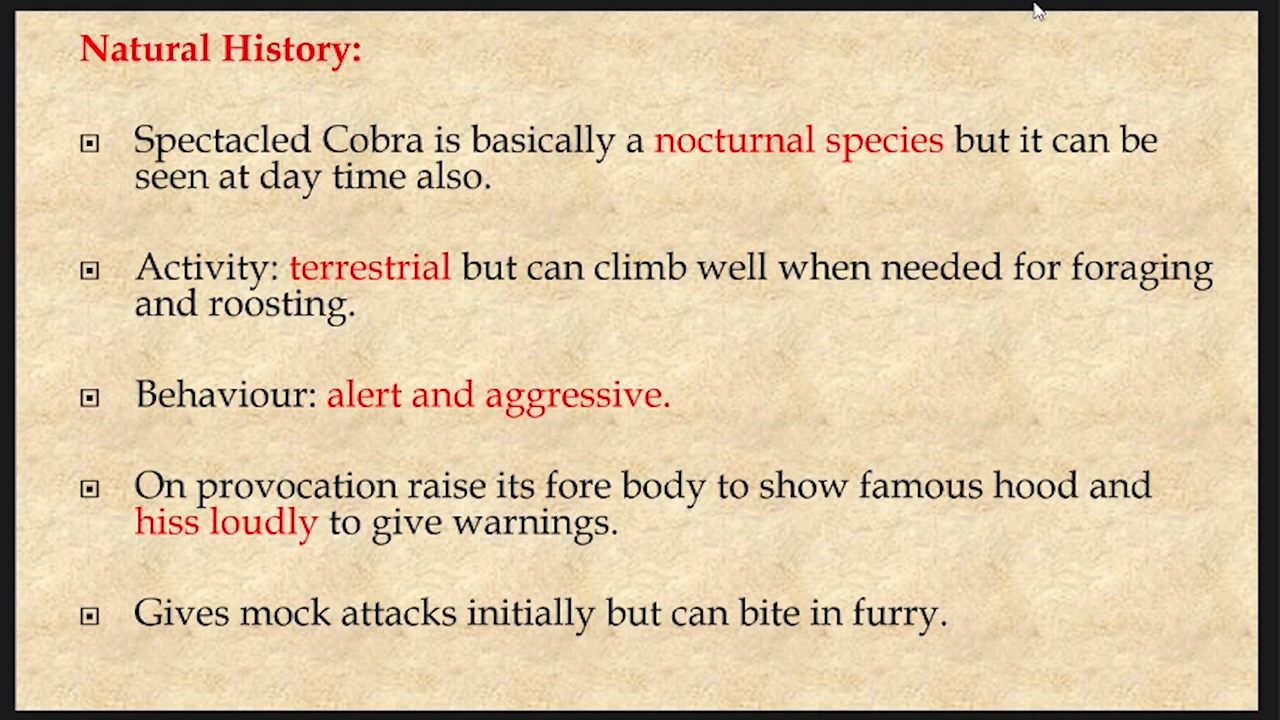 Natural History:
Spectacled Cobra is basically a nocturnal species but it can be
seen at day time also.
Activity: terrestrial but can climb well when needed for foraging
and roosting.
Behaviour: alert and aggressive.
On provocation raise its fore body to show famous hood and
hiss loudly to give warnings.
Gives mock attacks initially but can bite in furry.